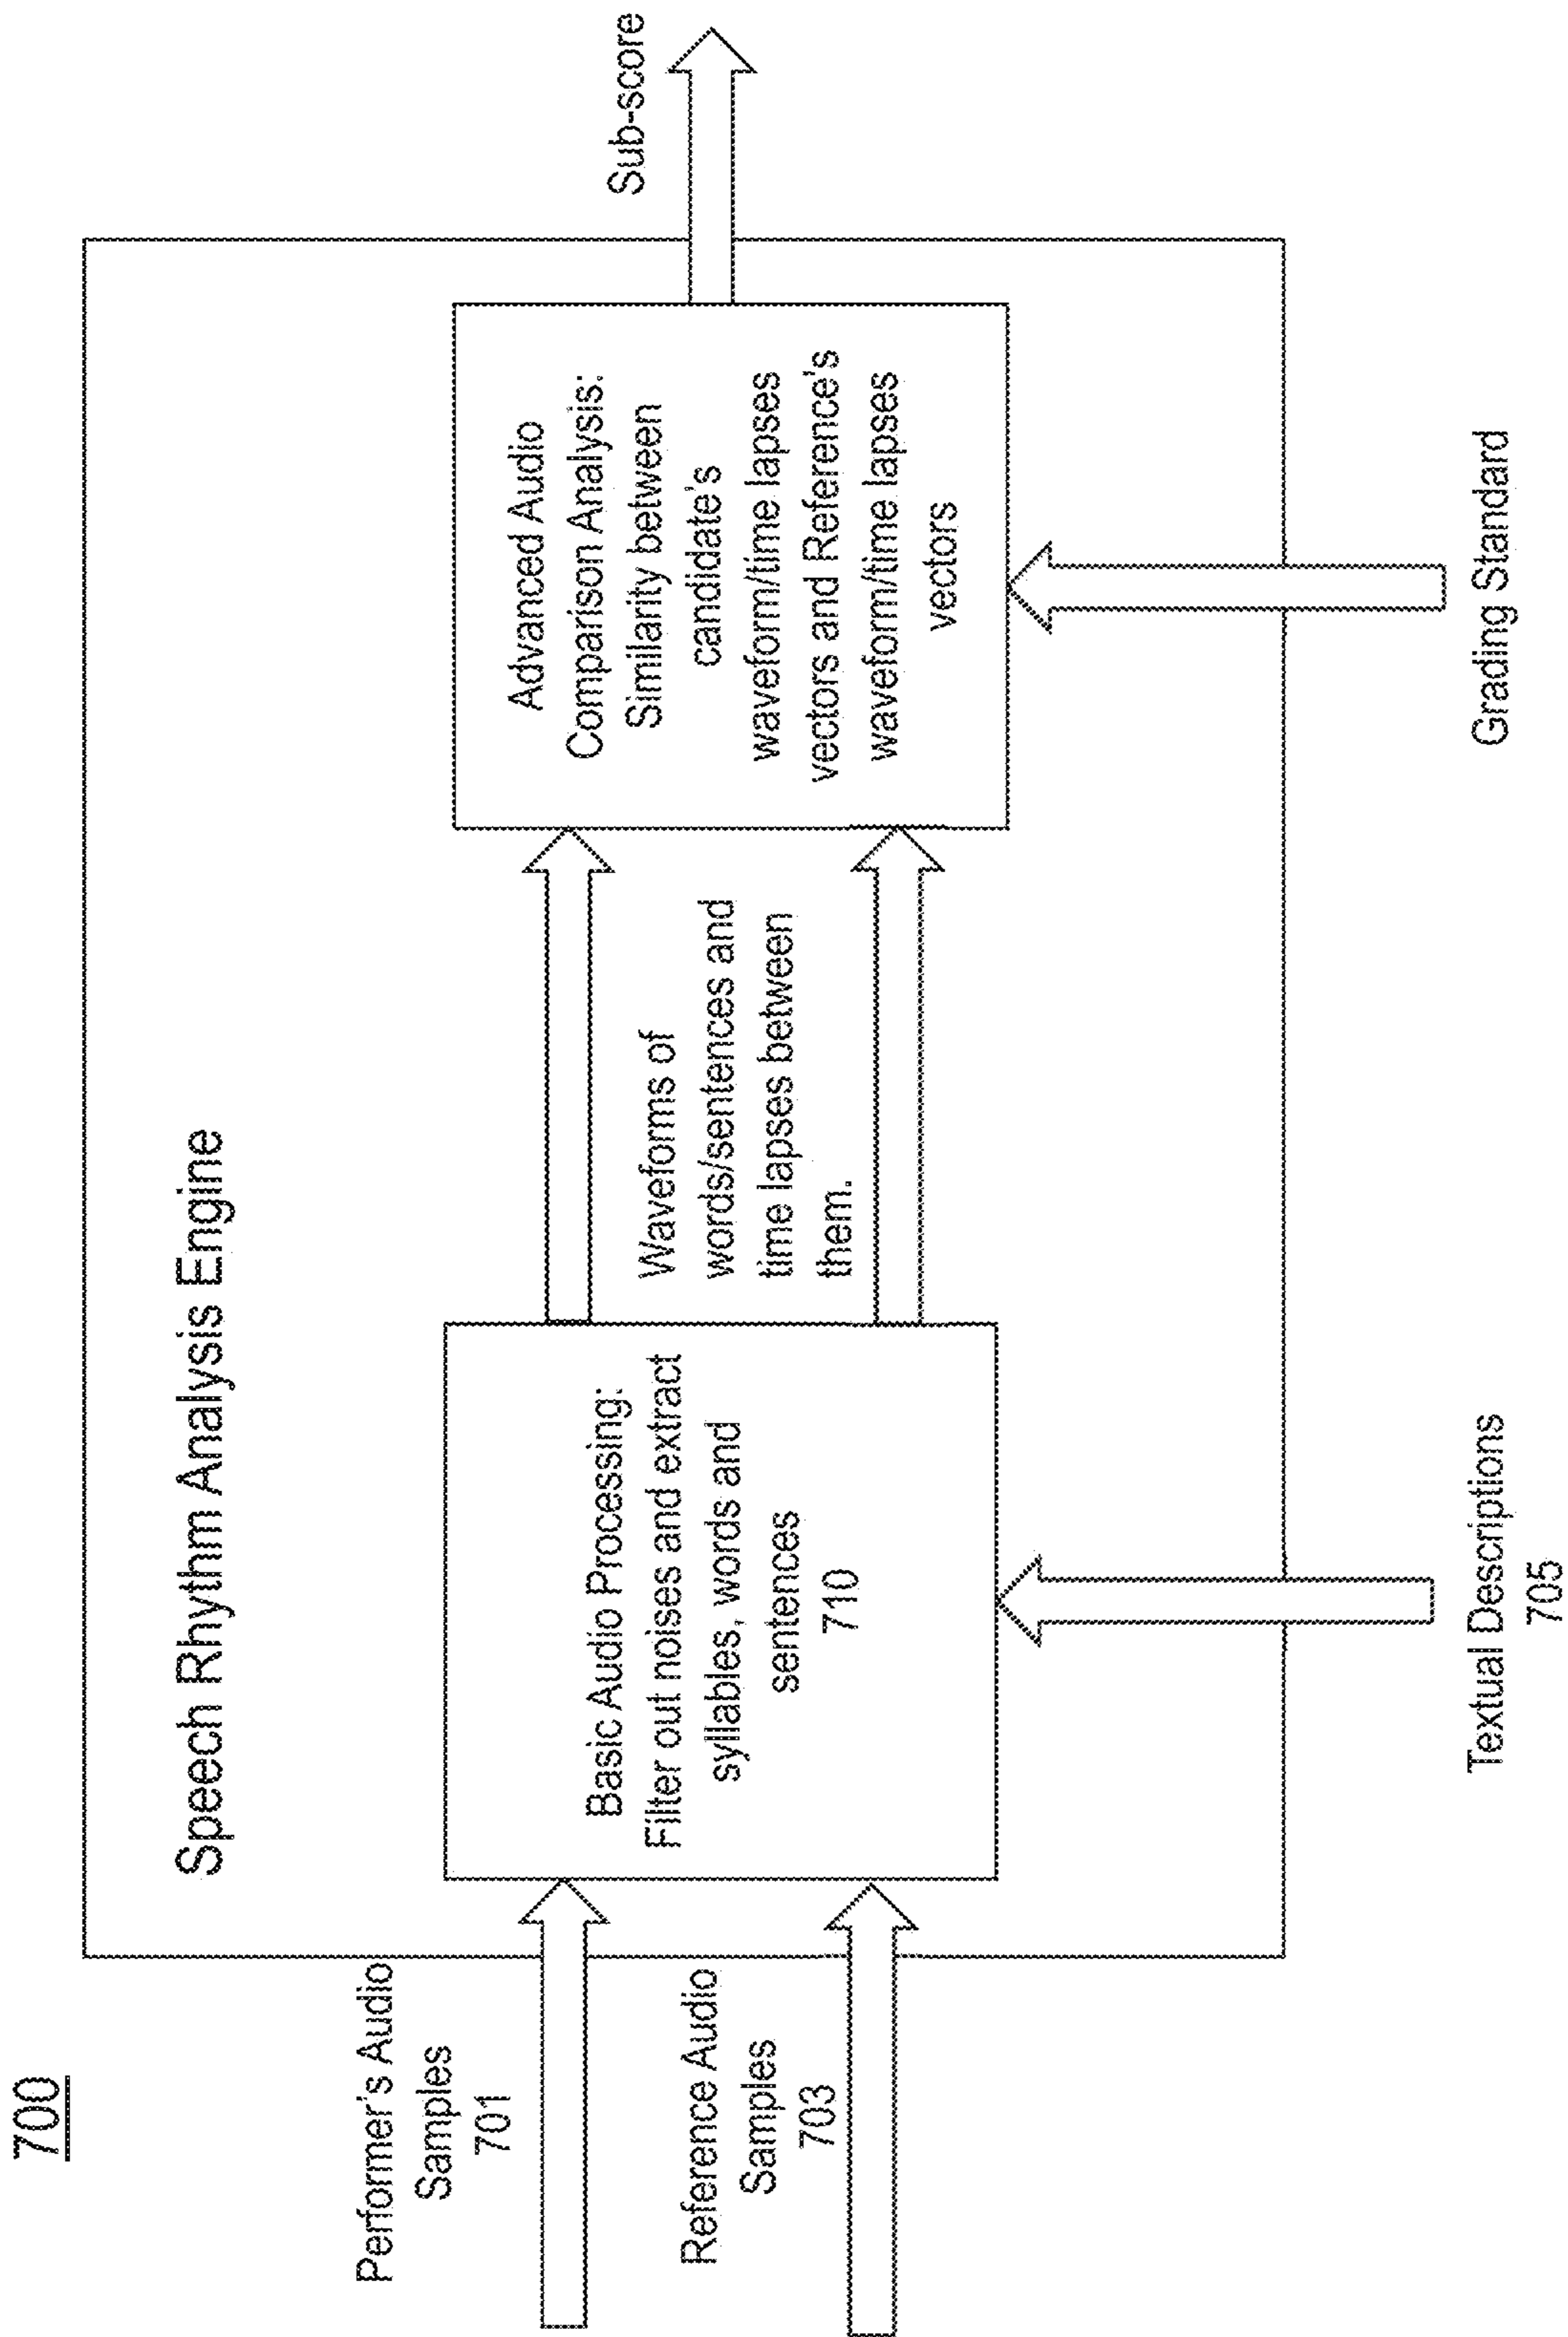 700
Speech Rhythm Analysis Engine
Performer's Audio
Samples
701
Reference Audio
Samples
703
Basic Audio Processing:
Filter out noises and extract
syllables, words and
sentences
710
Textual Descriptions
705
Waveforms of
words/sentences and
time lapses between
them.
Advanced Audio
Comparison Analysis:
Similarity between
candidate's
waveform/time lapses
vectors and Reference's
waveform/time lapses
vectors
Grading Standard
Sub-score